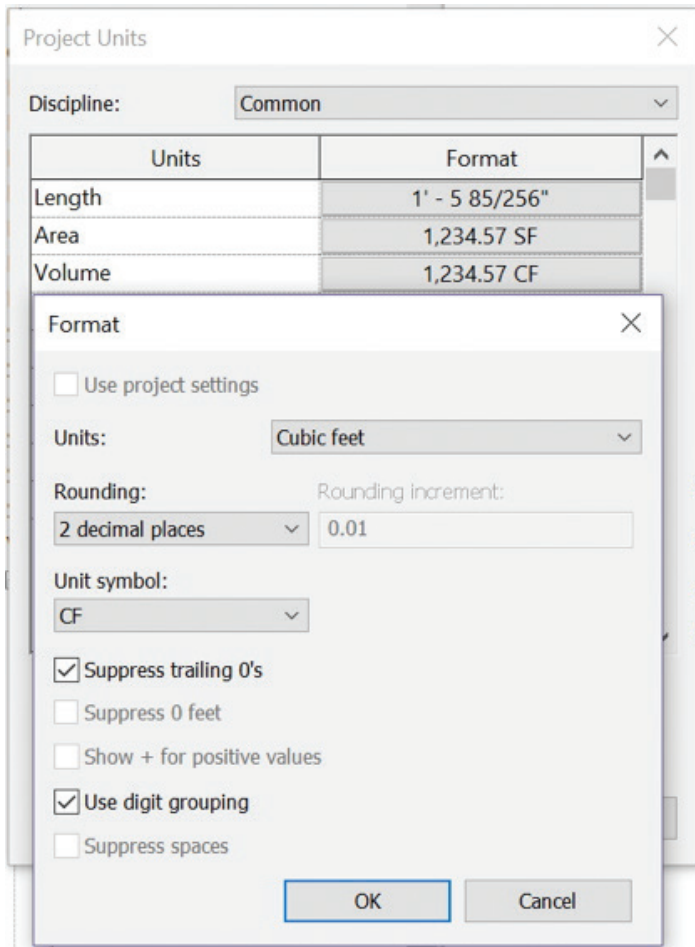 Project Units
Discipline: Common
Units Format
Length 1' - 5 85/256"
Area 1,234.57 SF
Volume 1,234.57 CF
Format
Use project settings
Units: Cubic feet
Rounding: Rounding increment:
2 decimal places 0.01
Unit symbol:
CF
Suppress trailing 0's
Suppress 0 feet
Show + for positive values
Use digit grouping
Suppress spaces
OK Cancel